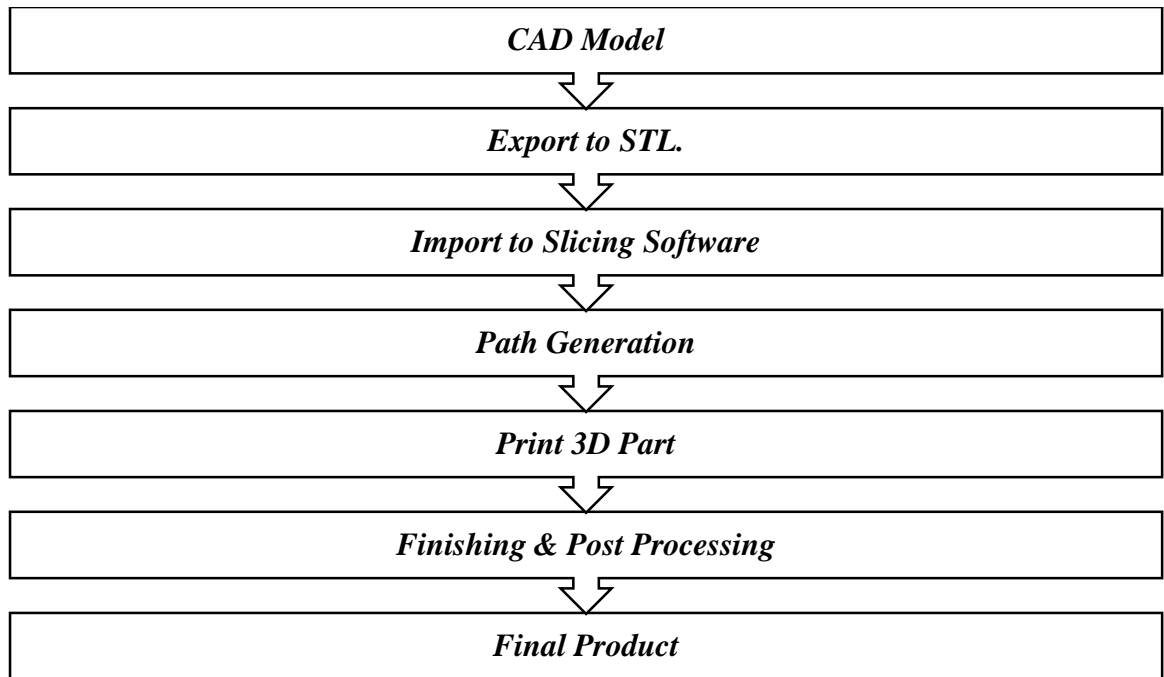 CAD Model
Export to STL.
Import to Slicing Software
Path Generation
Print 3D Part
Finishing & Post Processing
Final Product